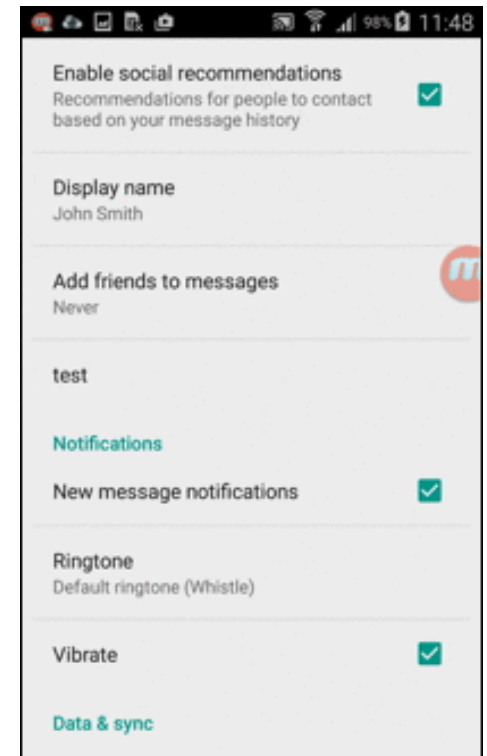 98% 11:48
Enable social recommendations
Recommendations for people to contact
based on your message history
Display name
John Smith
Add friends to messages
Never
test
Notifications
New message notifications
Ringtone
Default ringtone (Whistle)
Vibrate
Data & sync